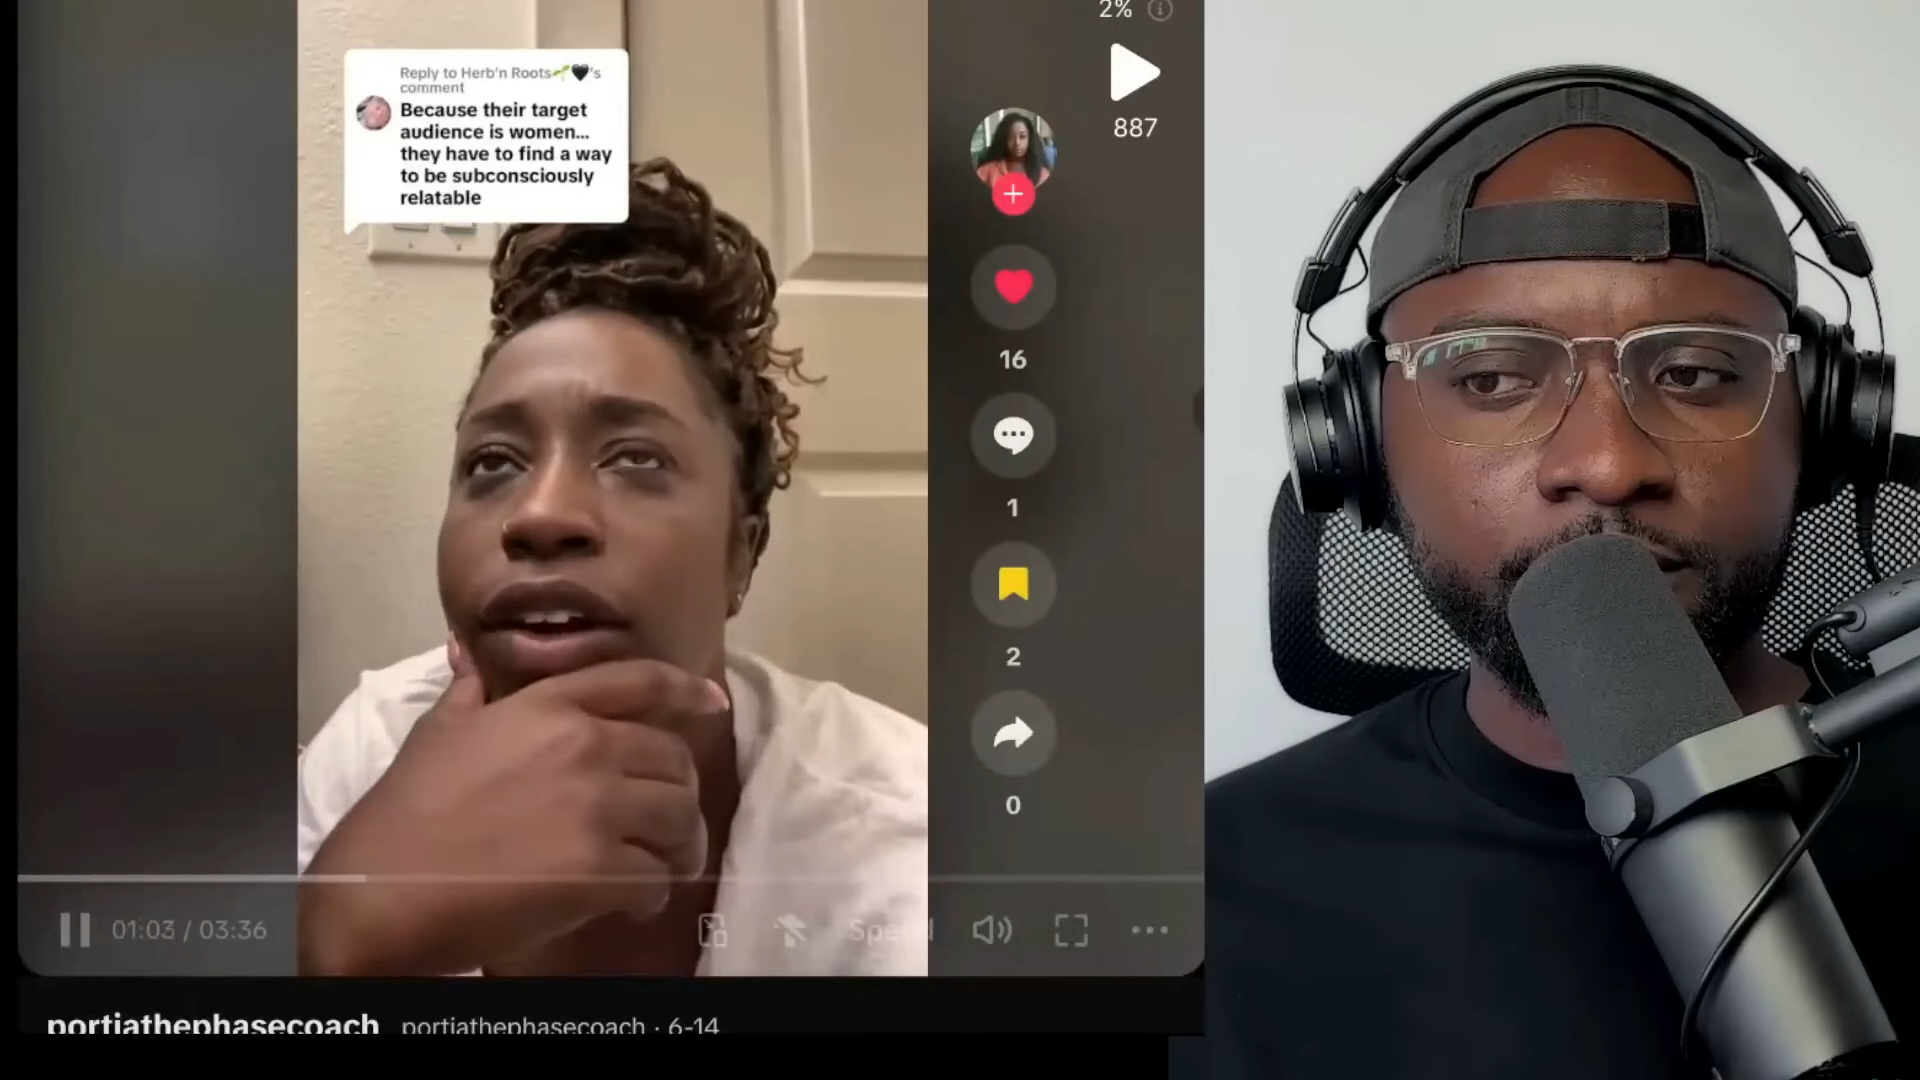 2%
887
Reply to Herb'n Roots🌱🖤's
comment
Because their target
audience is women...
they have to find a way
to be subconsciously
relatable
16
1
2
0
01:03 / 03:36
portiathephasecoach portiathephasecoach · 6-14